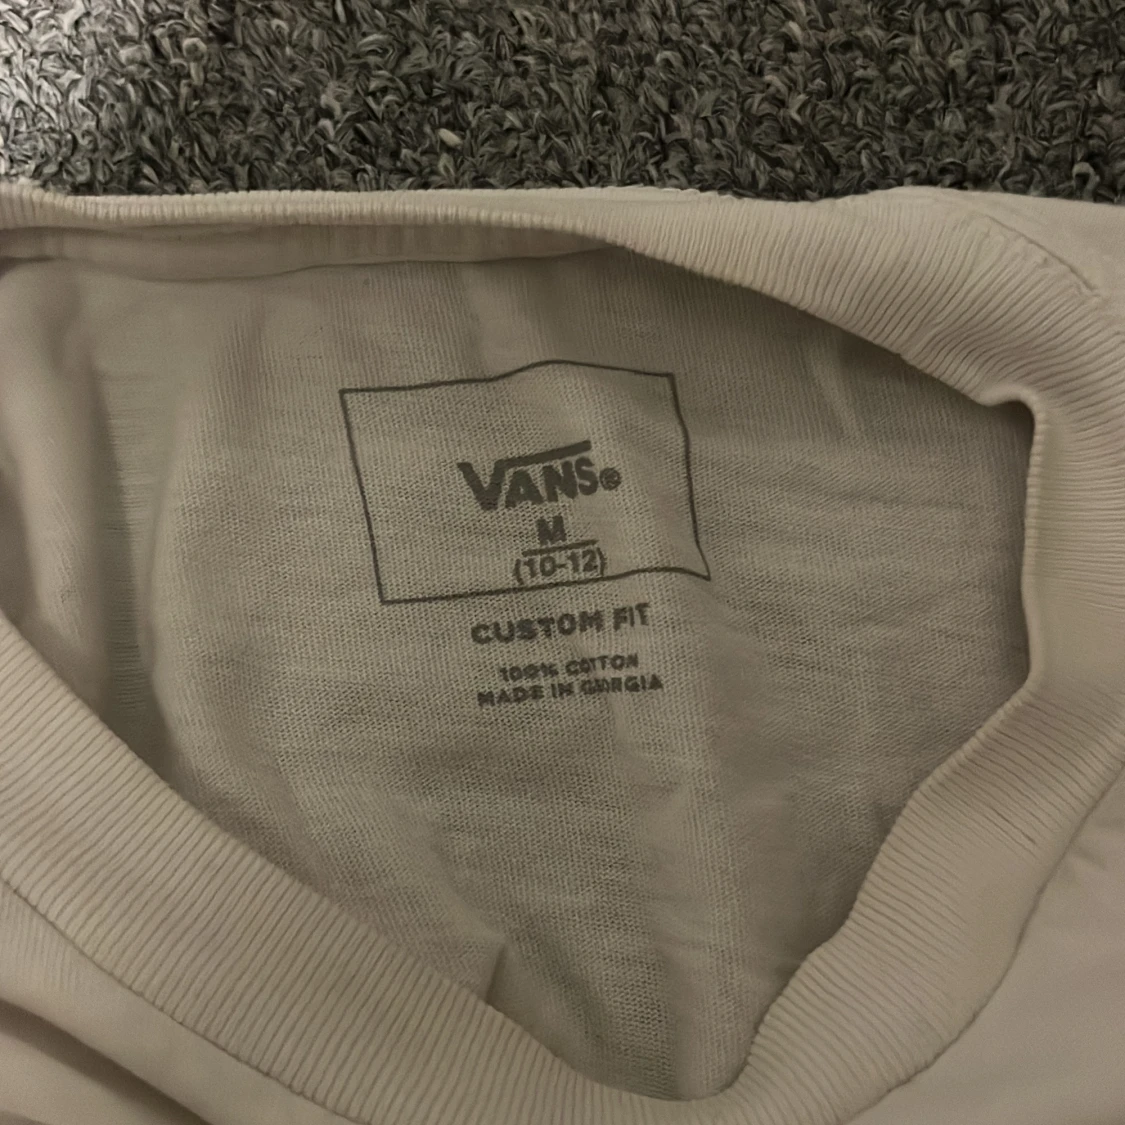 VANS®
M
(10-12)
CUSTOM FIT
100% COTTON
MADE IN GEORGIA